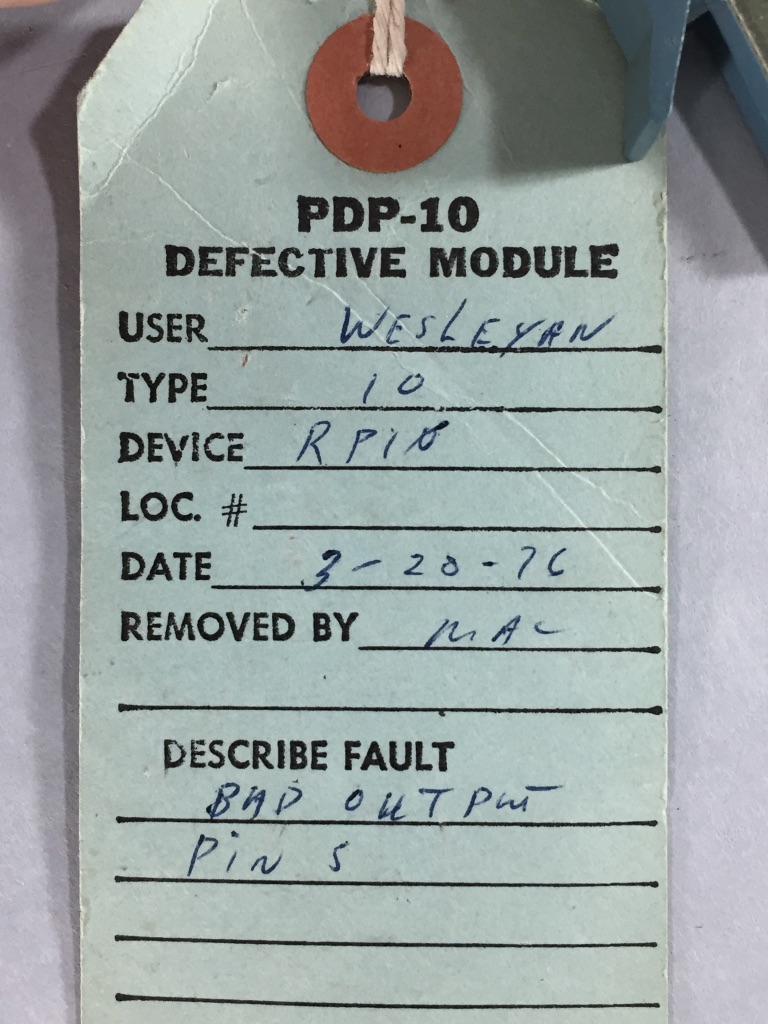 PDP-10
DEFECTIVE MODULE
USER WESLEYAN
TYPE 10
DEVICE RP10
LOC. #
DATE 3-20-76
REMOVED BY MAC
DESCRIBE FAULT
BAD OUTPUT
PiN S